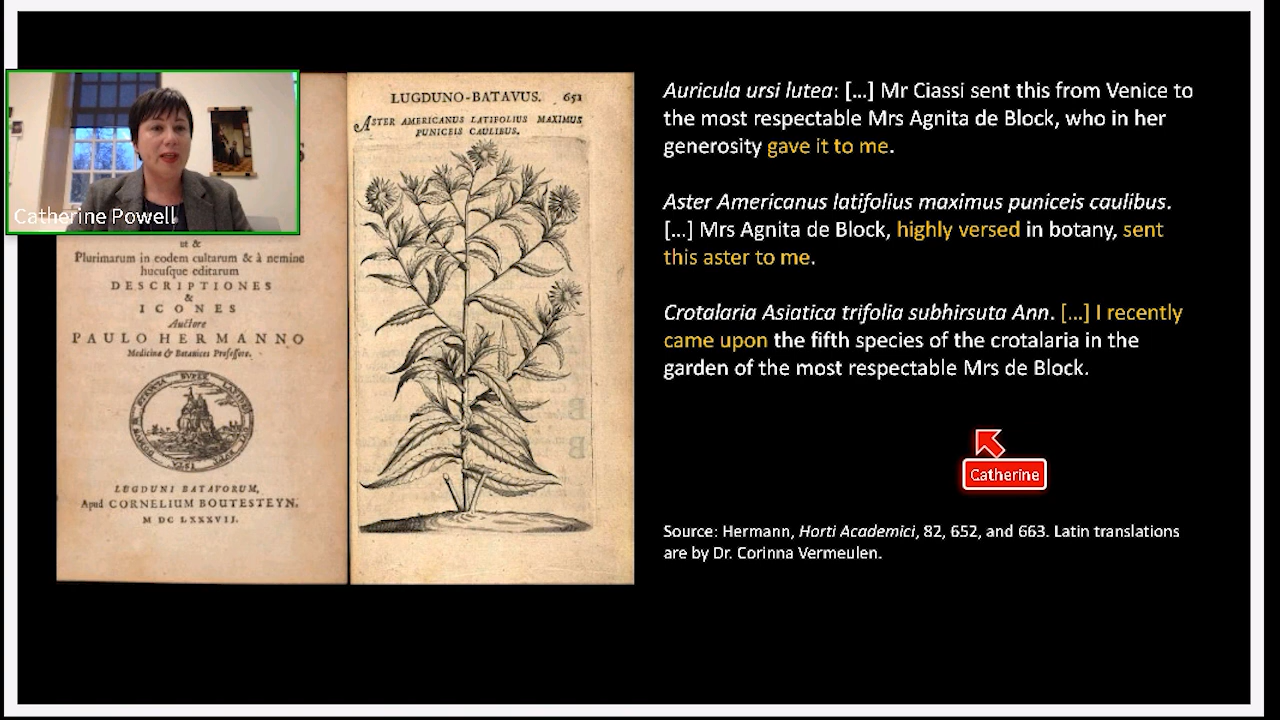 Catherine Powell
S
ut &
Plurimarum in eodem cultarum & à nemine
hucusque editarum
DESCRIPTIONES
&
ICONES
Auctore
PAULO HERMANNO
Medicinæ & Botanices Professore.
LUGDUNI BATAVORUM,
Apud CORNELIUM BOUTESTEYN.
M DC LXXXVII.
LUGDUNO-BATAVUS. 651
ASTER AMERICANUS LATIFOLIUS MAXIMUS
PUNICEIS CAULIBUS.
Auricula ursi lutea: [...] Mr Ciassi sent this from Venice to
the most respectable Mrs Agnita de Block, who in her
generosity gave it to me.
Aster Americanus latifolius maximus puniceis caulibus.
[...] Mrs Agnita de Block, highly versed in botany, sent
this aster to me.
Crotalaria Asiatica trifolia subhirsuta Ann. [...] I recently
came upon the fifth species of the crotalaria in the
garden of the most respectable Mrs de Block.
Catherine
Source: Hermann, Horti Academici, 82, 652, and 663. Latin translations
are by Dr. Corinna Vermeulen.